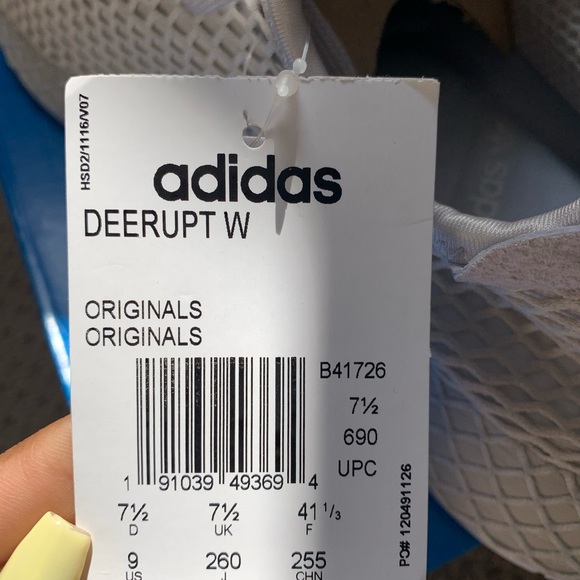 HSD2/1116/V07
adidas
DEERUPT W
ORIGINALS
ORIGINALS
B41726
7½
690
UPC
1 91039 49369 4
7½ 7½ 41 1/3
D UK F
9 260 255
US J CHN
PO# 120491126